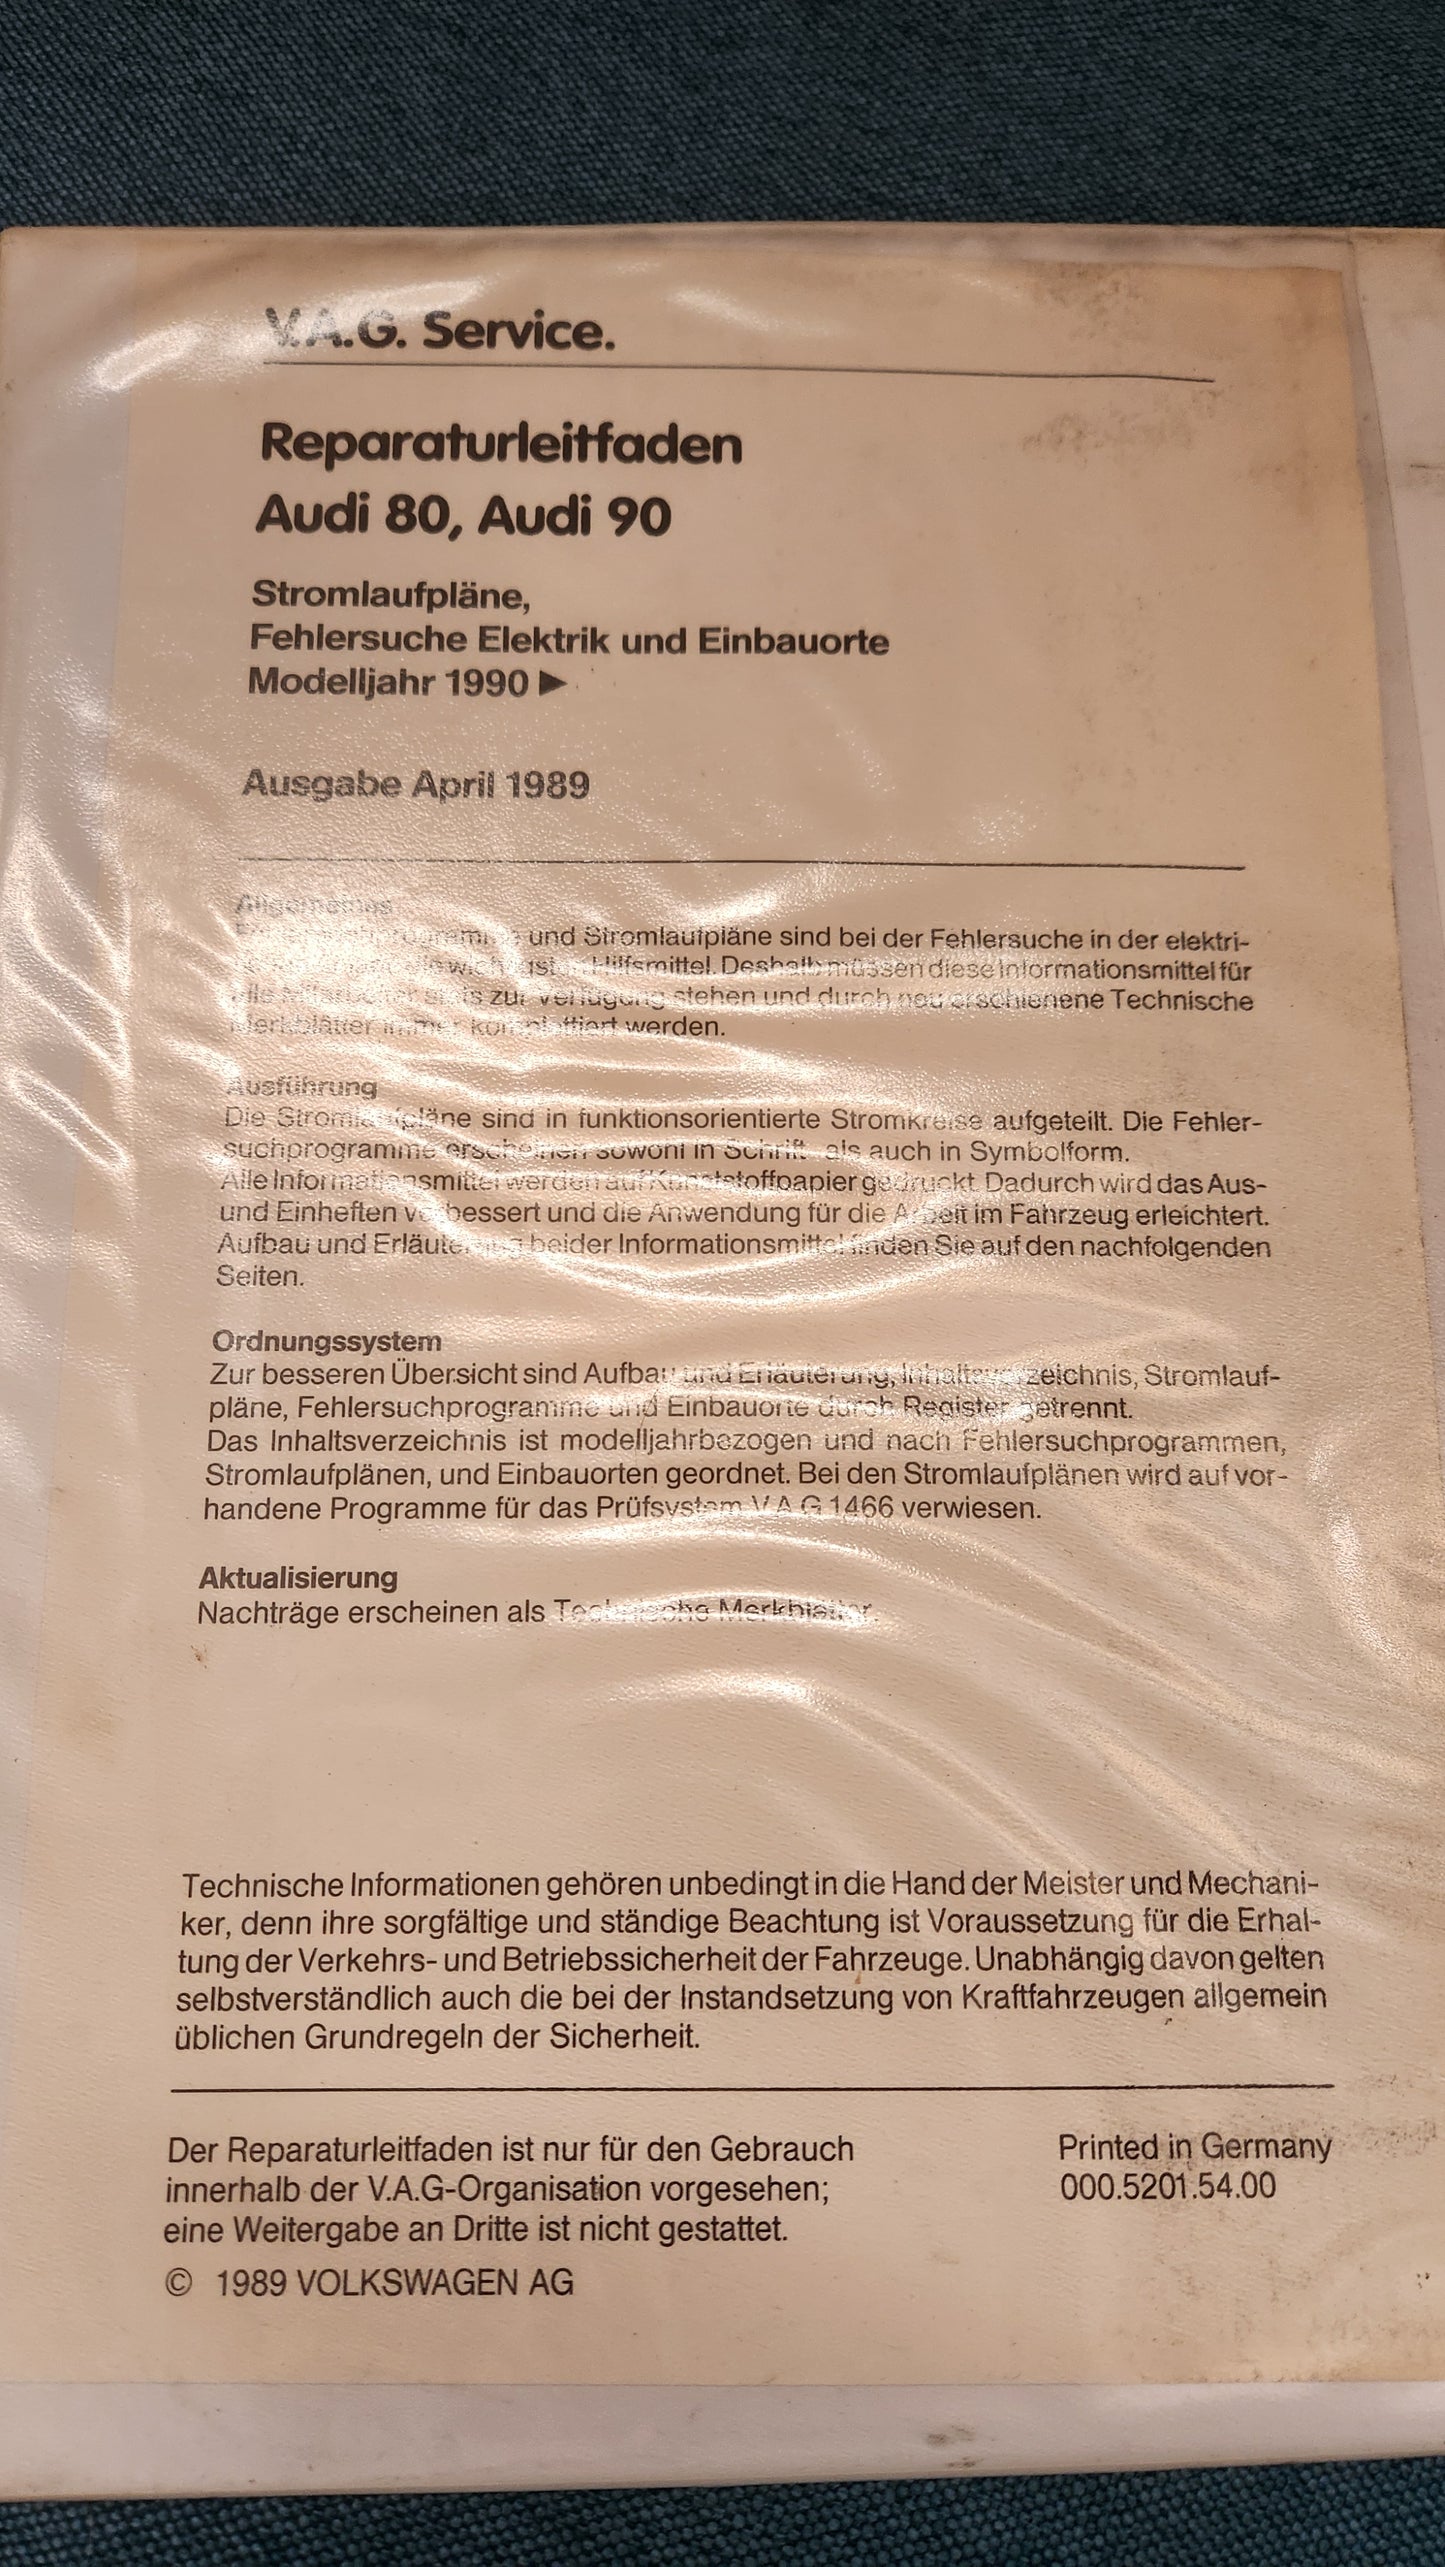 V.A.G. Service.
Reparaturleitfaden
Audi 80, Audi 90
Stromlaufpläne,
Fehlersuche Elektrik und Einbauorte
Modelljahr 1990 ▶
Ausgabe April 1989
Allgemeines
und Stromlaufpläne sind bei der Fehlersuche in der elektri-
Hilfsmittel. Deshalb müssen diese Informationsmittel für
alle Mitarbeiter stets zur Verfügung stehen und durch neu erschienene Technische
Merkblätter immer komplettiert werden.
Ausführung
Die Stromlaufpläne sind in funktionsorientierte Stromkreise aufgeteilt. Die Fehler-
suchprogramme erscheinen sowohl in Schrift- als auch in Symbolform.
Alle Informationsmittel werden auf Kunststoffpapier gedruckt. Dadurch wird das Aus-
und Einheften verbessert und die Anwendung für die Arbeit im Fahrzeug erleichtert.
Aufbau und Erläuterung beider Informationsmittel finden Sie auf den nachfolgenden
Seiten.
Ordnungssystem
Zur besseren Übersicht sind Aufbau und Erläuterung, Inhaltsverzeichnis, Stromlauf-
pläne, Fehlersuchprogramme und Einbauorte durch Register getrennt.
Das Inhaltsverzeichnis ist modelljahrbezogen und nach Fehlersuchprogrammen,
Stromlaufplänen, und Einbauorten geordnet. Bei den Stromlaufplänen wird auf vor-
handene Programme für das Prüfsystem V.A.G 1466 verwiesen.
Aktualisierung
Nachträge erscheinen als Technische Merkblätter.
Technische Informationen gehören unbedingt in die Hand der Meister und Mechani-
ker, denn ihre sorgfältige und ständige Beachtung ist Voraussetzung für die Erhal-
tung der Verkehrs- und Betriebssicherheit der Fahrzeuge. Unabhängig davon gelten
selbstverständlich auch die bei der Instandsetzung von Kraftfahrzeugen allgemein
üblichen Grundregeln der Sicherheit.
Der Reparaturleitfaden ist nur für den Gebrauch
innerhalb der V.A.G-Organisation vorgesehen;
eine Weitergabe an Dritte ist nicht gestattet.
© 1989 VOLKSWAGEN AG
Printed in Germany
000.5201.54.00